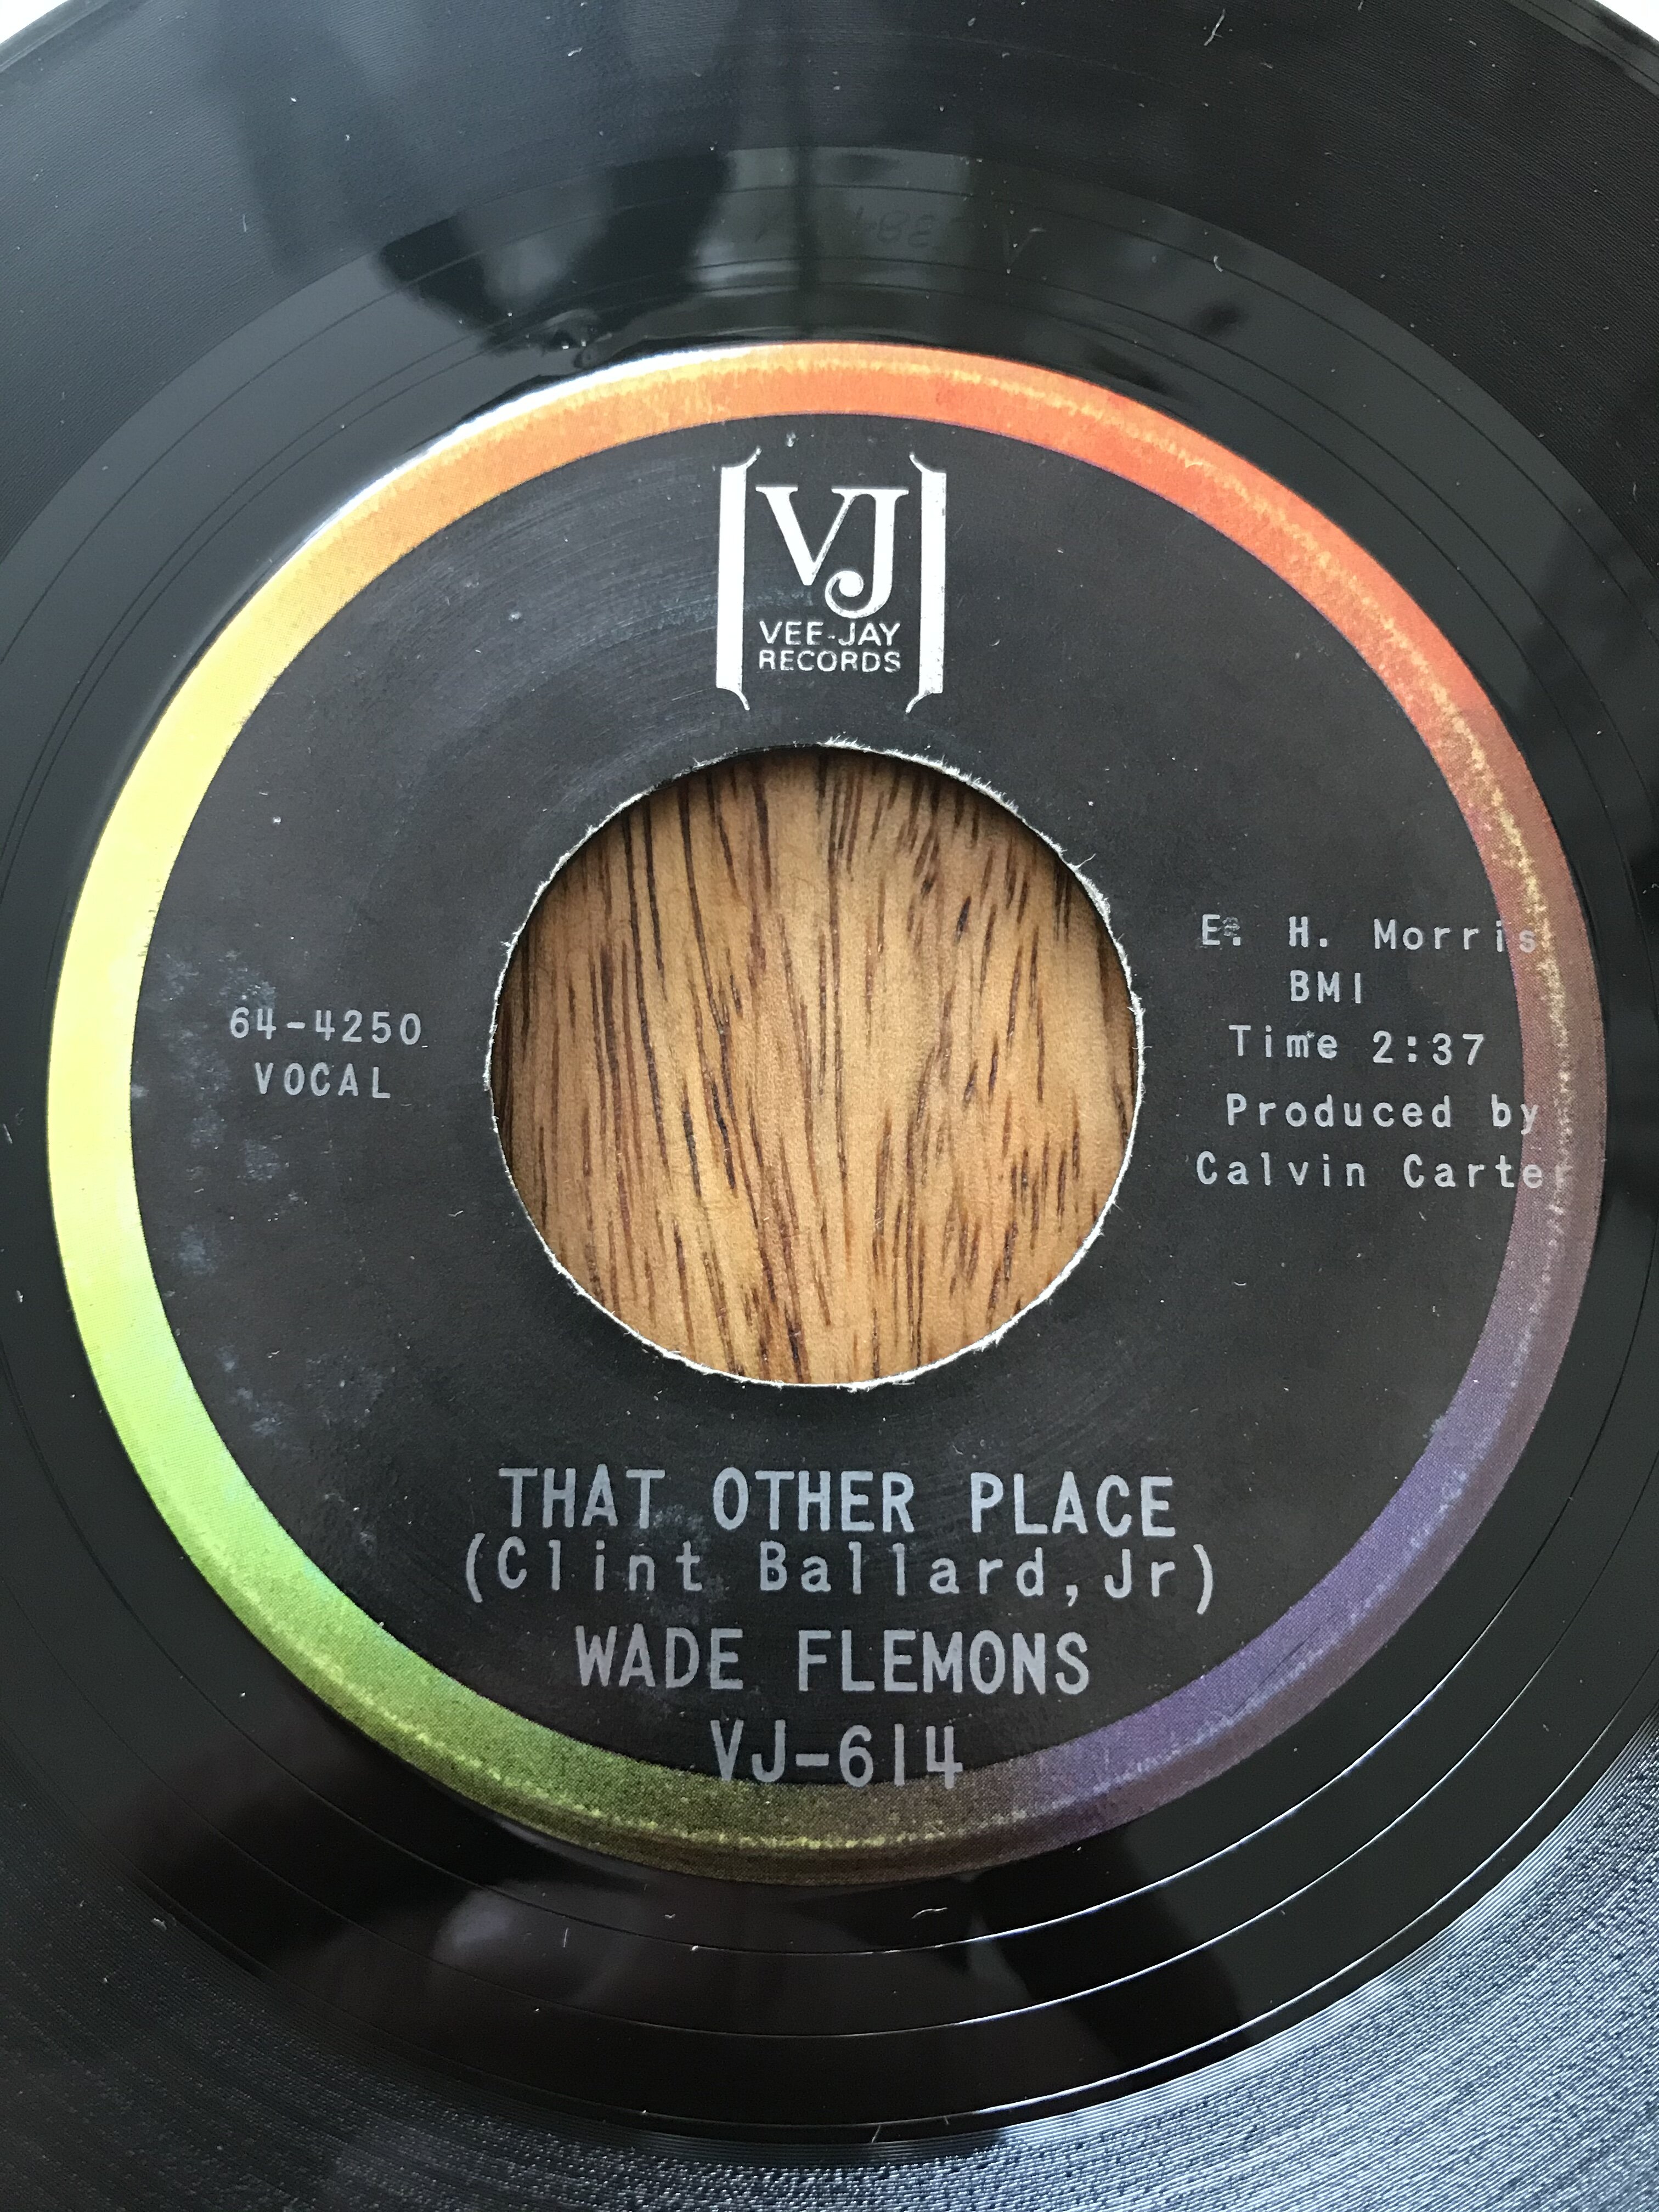 VJ
VEE-JAY
RECORDS
64-4250
VOCAL
E. H. Morris
BMI
Time 2:37
Produced by
Calvin Carter
THAT OTHER PLACE
(Clint Ballard,Jr)
WADE FLEMONS
VJ-614